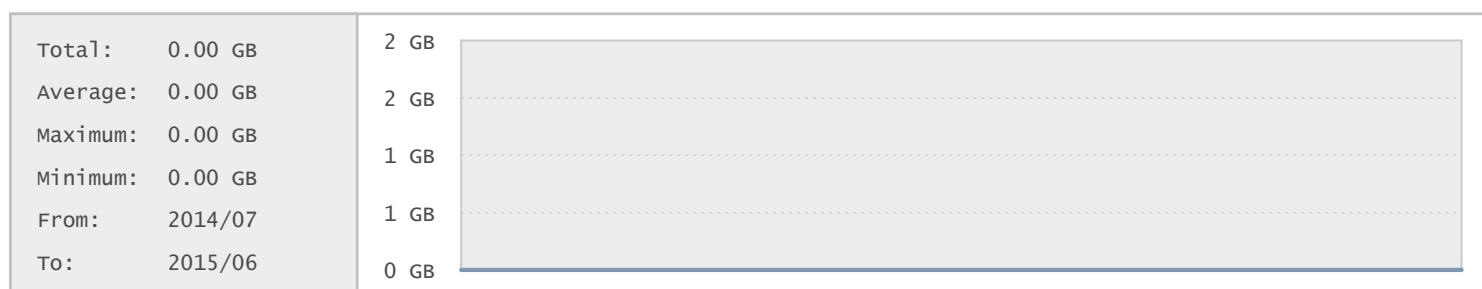 Total: 0.00 GB
Average: 0.00 GB
Maximum: 0.00 GB
Minimum: 0.00 GB
From: 2014/07
To: 2015/06
2 GB
2 GB
1 GB
1 GB
0 GB